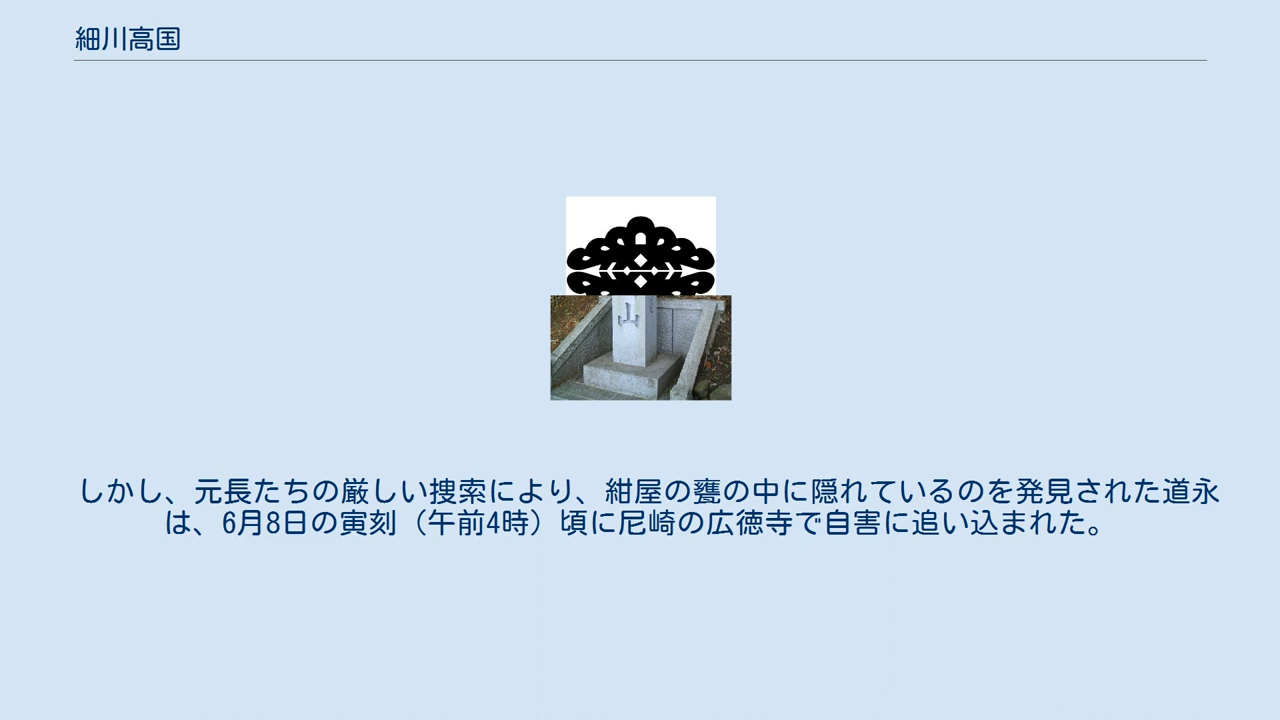 細川高国
山
しかし、元長たちの厳しい捜索により、紺屋の甕の中に隠れているのを発見された道永
は、6月8日の寅刻（午前4時）頃に尼崎の広徳寺で自害に追い込まれた。